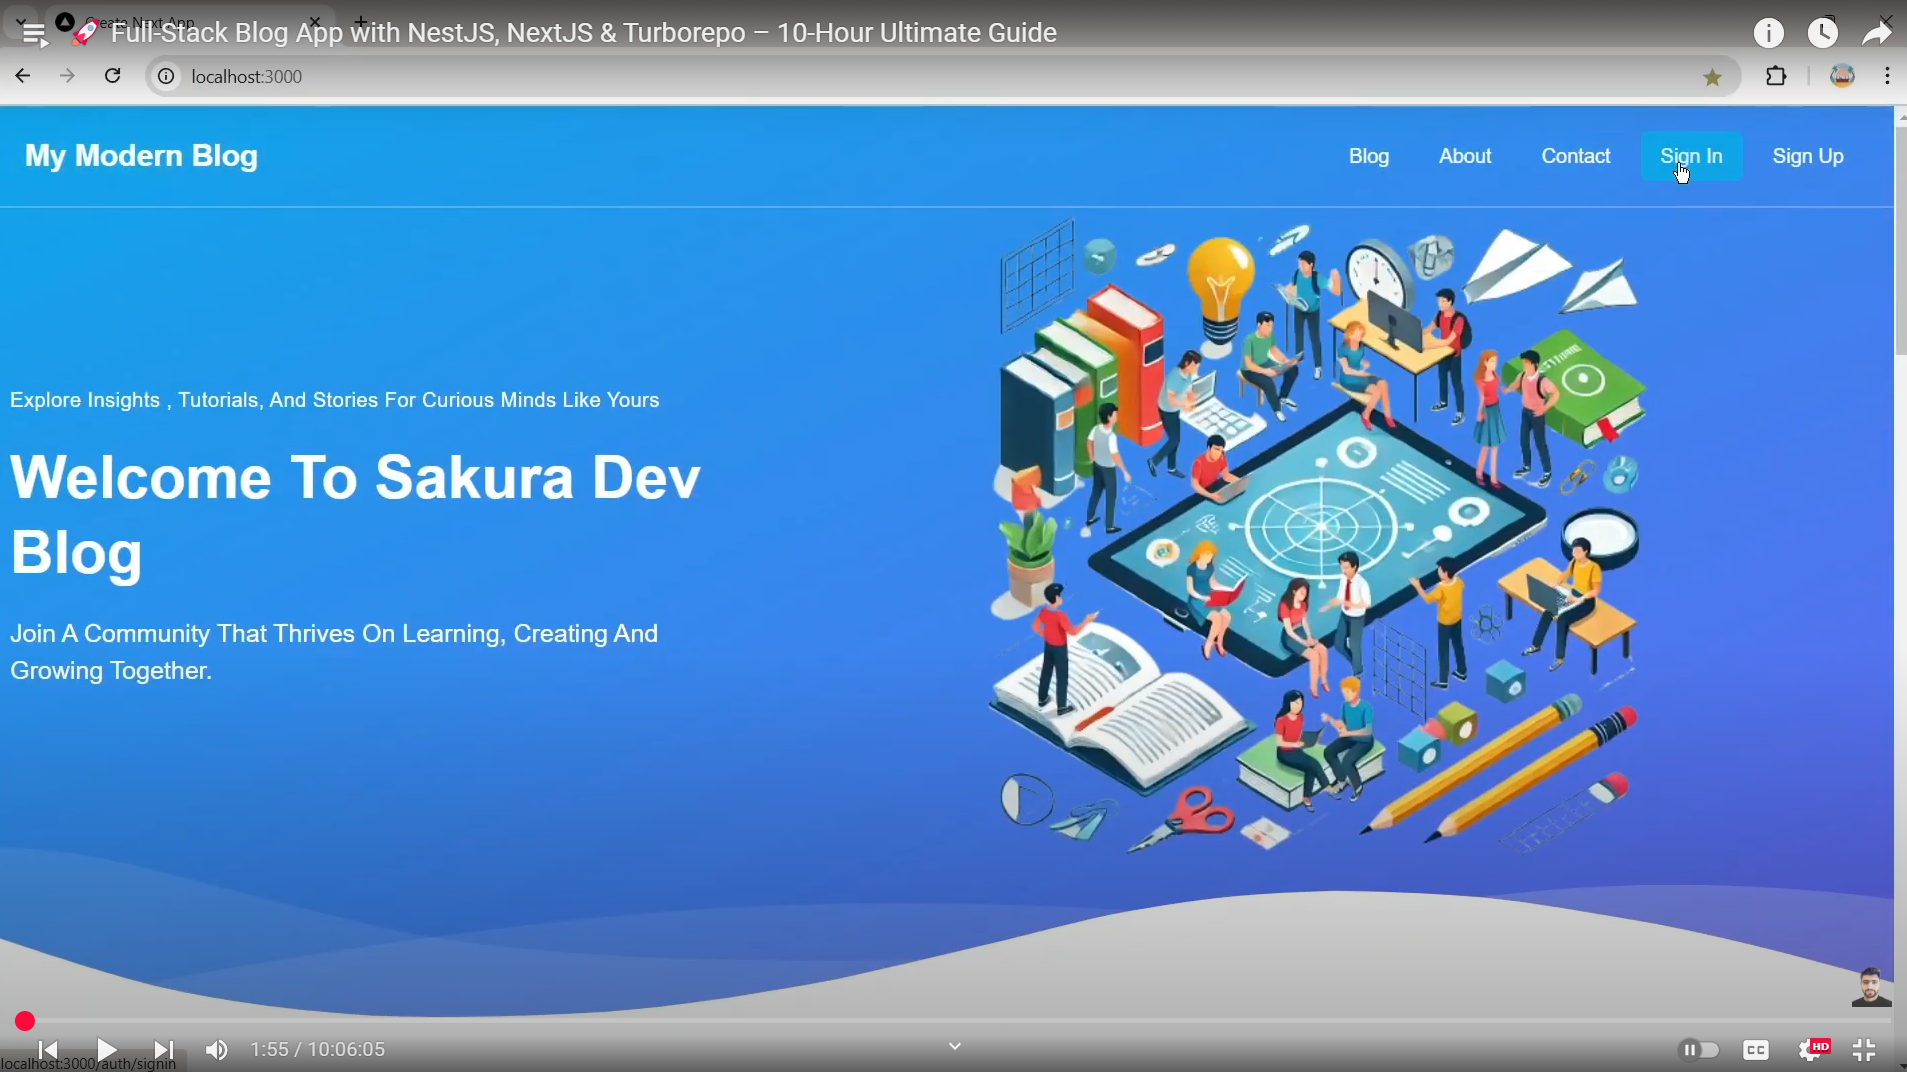 Create Next App
🚀 Full-Stack Blog App with NestJS, NextJS & Turborepo – 10-Hour Ultimate Guide
localhost:3000
My Modern Blog
Blog
About
Contact
Sign In
Sign Up
Explore Insights , Tutorials, And Stories For Curious Minds Like Yours
Welcome To Sakura Dev
Blog
Join A Community That Thrives On Learning, Creating And
Growing Together.
1:55 / 10:06:05
CC
HD
localhost:3000/auth/signin